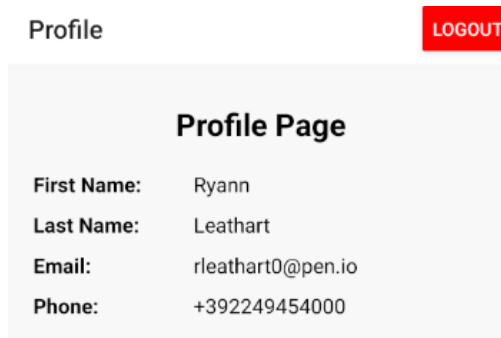 Profile LOGOUT
Profile Page
First Name: Ryann
Last Name: Leathart
Email: rleathart0@pen.io
Phone: +392249454000